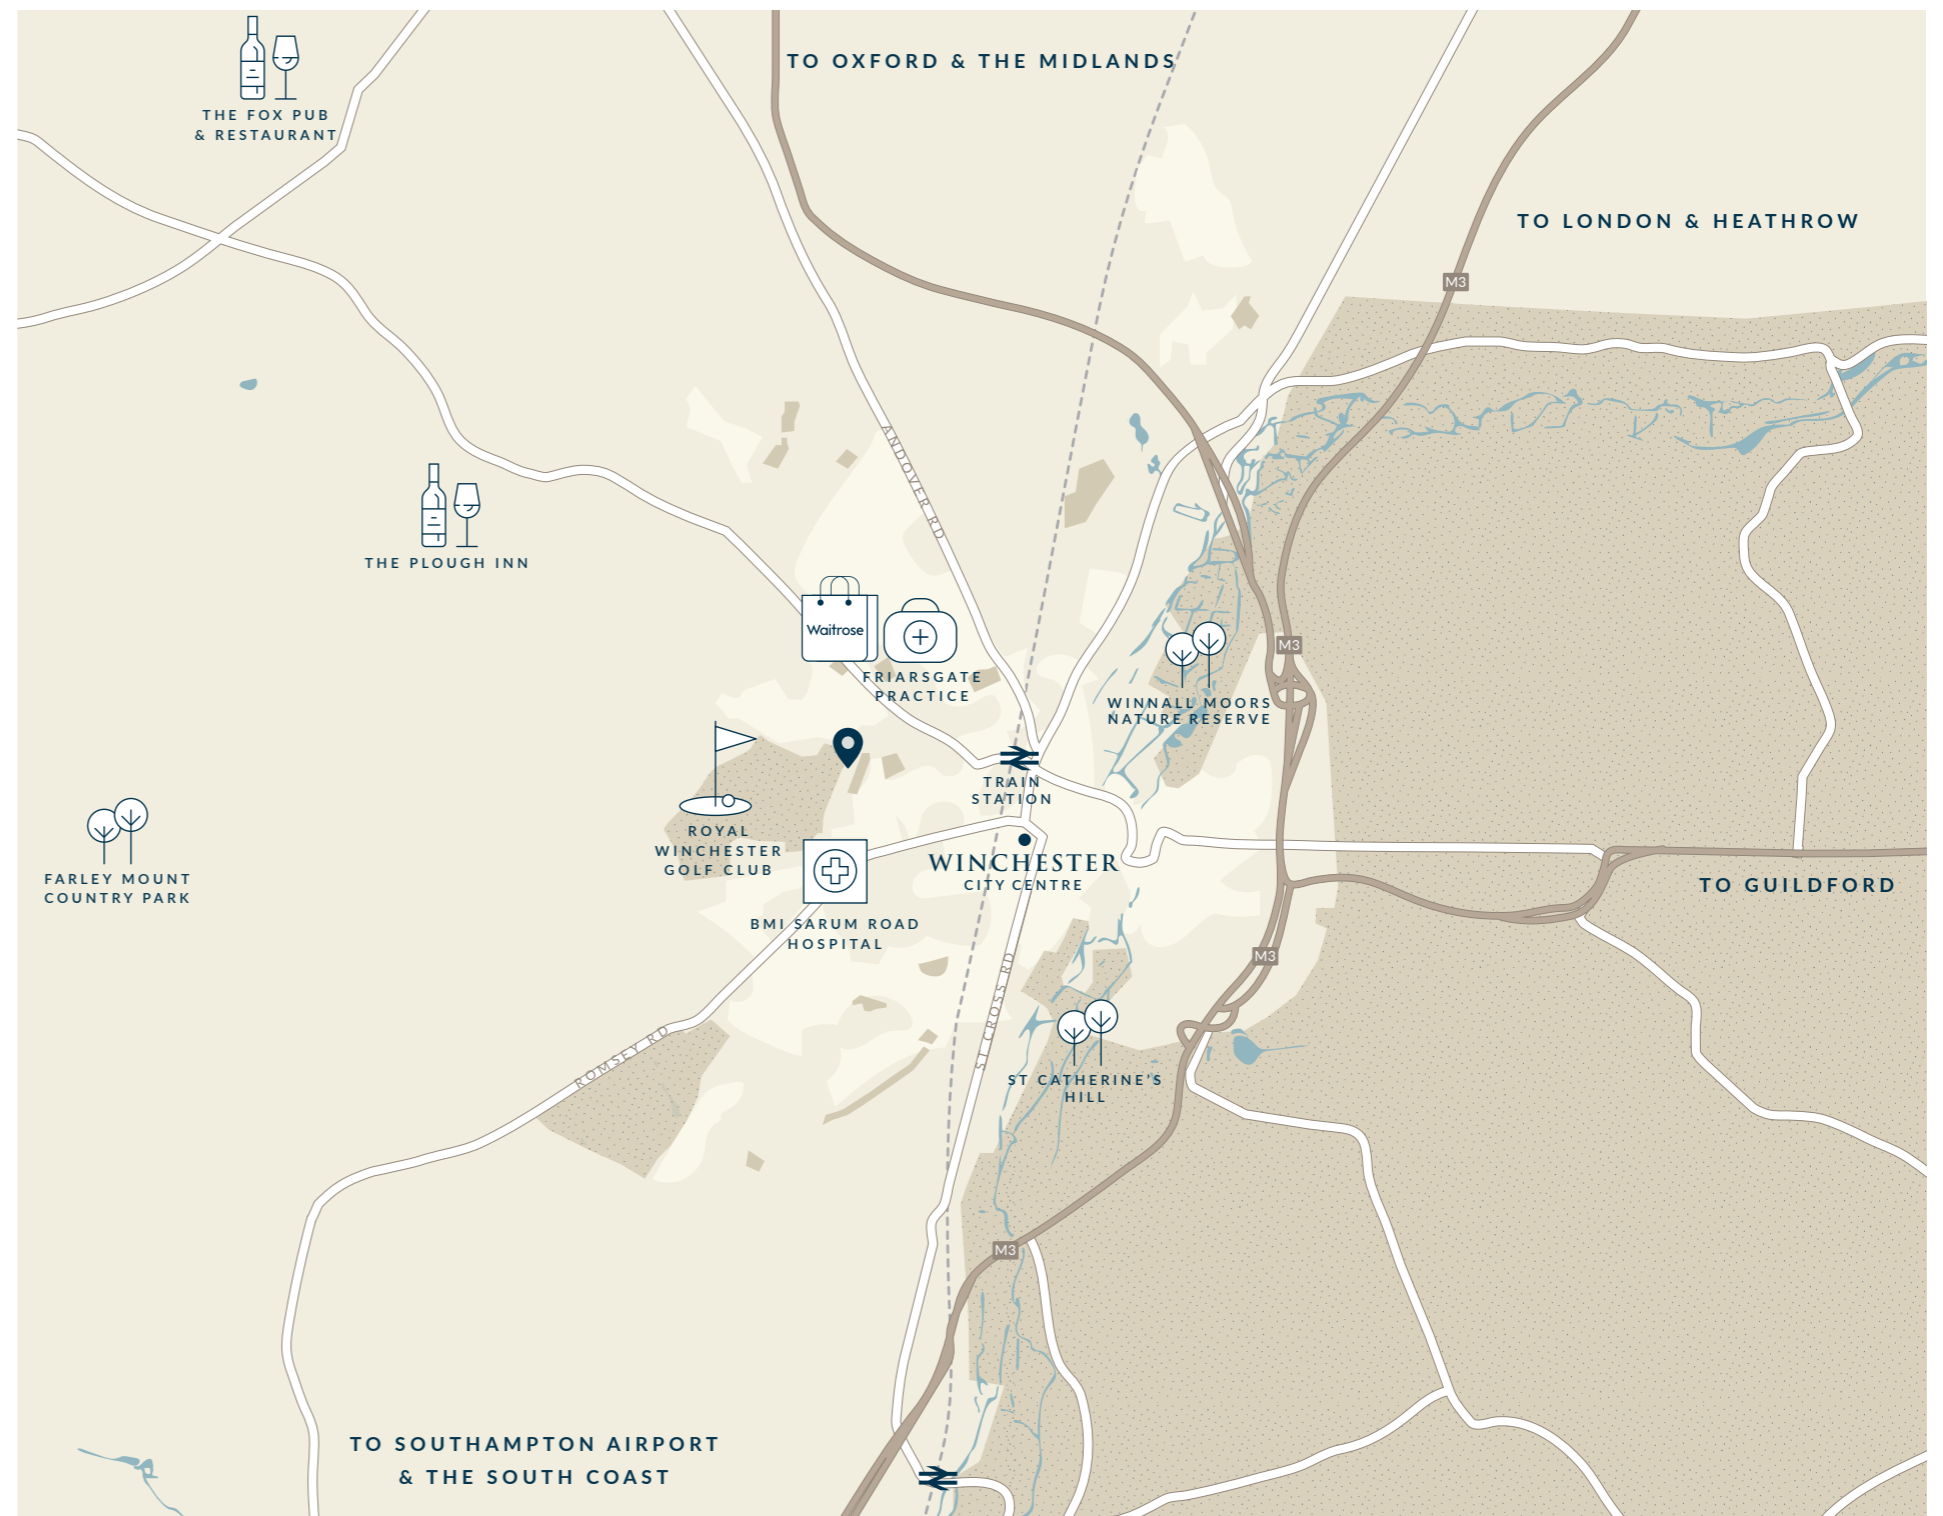 THE FOX PUB
& RESTAURANT
TO OXFORD & THE MIDLANDS
TO LONDON & HEATHROW
M3
ANDOVER RD
THE PLOUGH INN
Waitrose
FRIARSGATE
PRACTICE
M3
WINNALL MOORS
NATURE RESERVE
TRAIN
STATION
ROYAL
WINCHESTER
GOLF CLUB
WINCHESTER
CITY CENTRE
FARLEY MOUNT
COUNTRY PARK
TO GUILDFORD
BMI SARUM ROAD
HOSPITAL
M3
ST CROSS RD
ROMSEY RD
ST CATHERINE'S
HILL
M3
TO SOUTHAMPTON AIRPORT
& THE SOUTH COAST